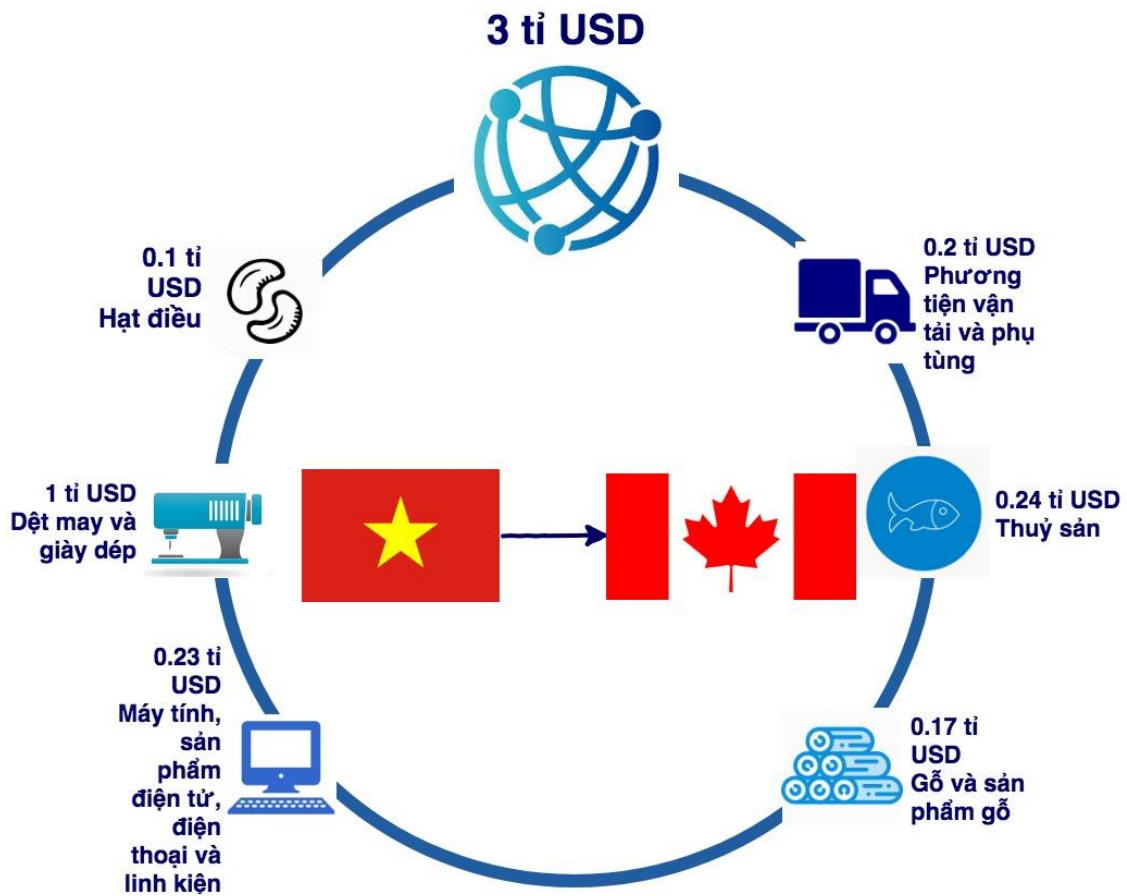 3 tỉ USD
0.1 tỉ
USD
Hạt điều
0.2 tỉ USD
Phương
tiện vận
tải và phụ
tùng
1 tỉ USD
Dệt may và
giày dép
0.24 tỉ USD
Thuỷ sản
0.23 tỉ
USD
Máy tính,
sản
phẩm
điện tử,
điện
thoại và
linh kiện
0.17 tỉ
USD
Gỗ và sản
phẩm gỗ